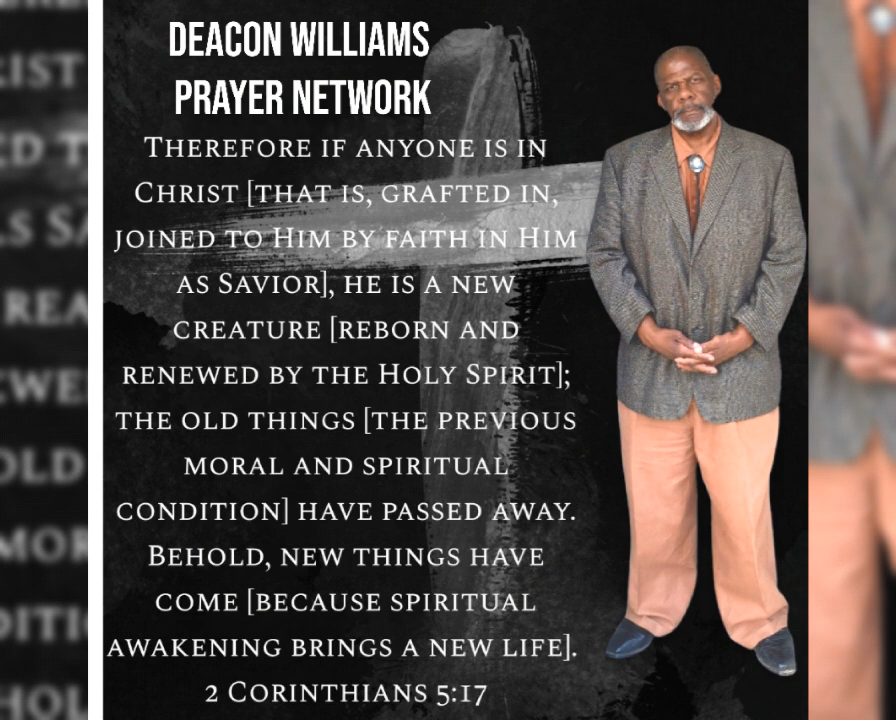 DEACON WILLIAMS
PRAYER NETWORK
Therefore if anyone is in
Christ [that is, grafted in,
joined to Him by faith in Him
as Savior], he is a new
creature [reborn and
renewed by the Holy Spirit];
the old things [the previous
moral and spiritual
condition] have passed away.
Behold, new things have
come [because spiritual
awakening brings a new life].
2 Corinthians 5:17